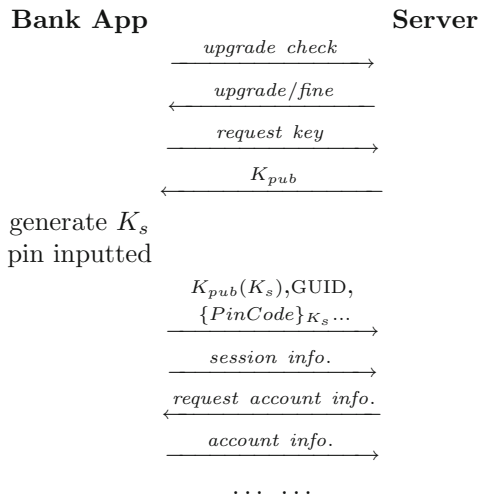 Bank App Server
upgrade check
upgrade/fine
request key
K_pub
generate K_s
pin inputted
K_pub(K_s),GUID,
{PinCode}_{K_s}...
session info.
request account info.
account info.
... ...